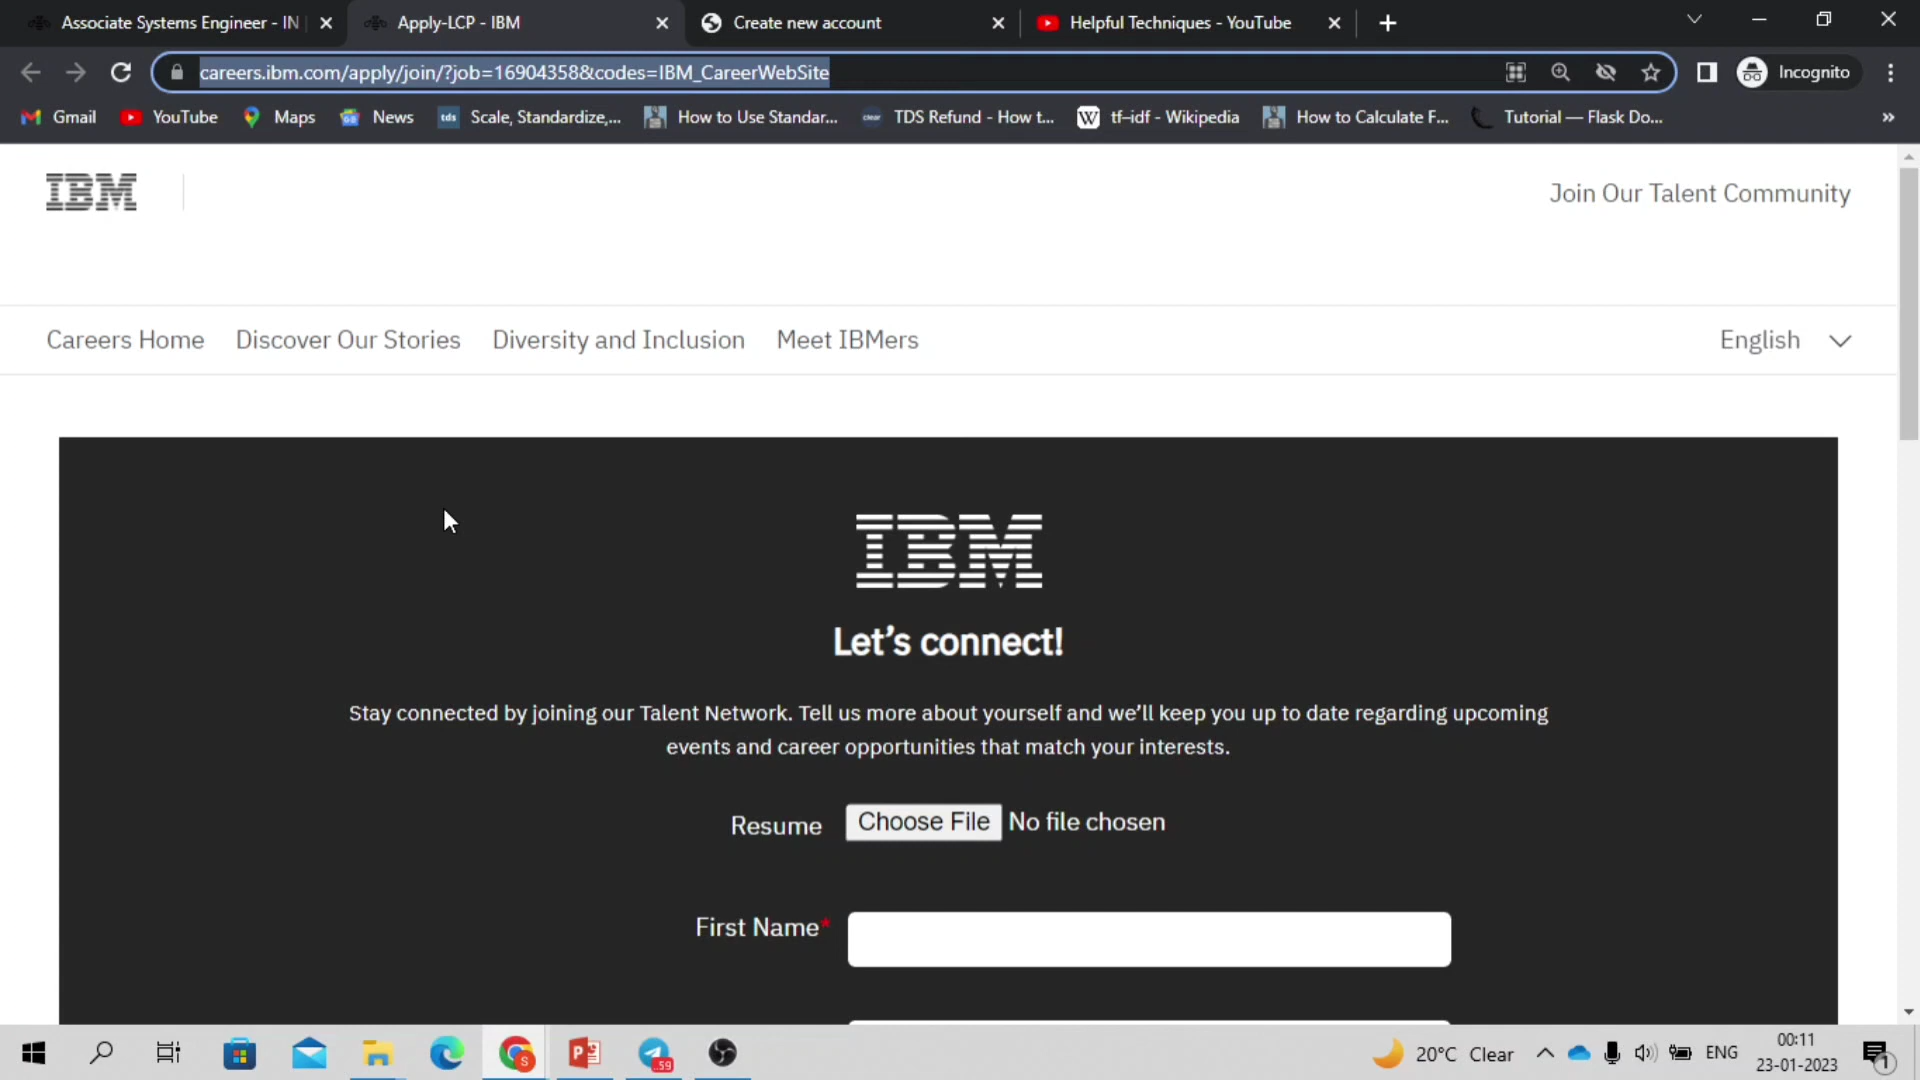 Associate Systems Engineer - IN
Apply-LCP - IBM
Create new account
Helpful Techniques - YouTube
careers.ibm.com/apply/join/?job=16904358&codes=IBM_CareerWebSite
Incognito
Gmail
YouTube
Maps
News
tds
Scale, Standardize,...
How to Use Standar...
clear
TDS Refund - How t...
W
tf–idf - Wikipedia
How to Calculate F...
Tutorial — Flask Do...
»
IBM
Join Our Talent Community
Careers Home
Discover Our Stories
Diversity and Inclusion
Meet IBMers
English
IBM
Let’s connect!
Stay connected by joining our Talent Network. Tell us more about yourself and we’ll keep you up to date regarding upcoming
events and career opportunities that match your interests.
Resume
Choose File
No file chosen
First Name*
S
P
59
20°C Clear
ENG
00:11
23-01-2023
1